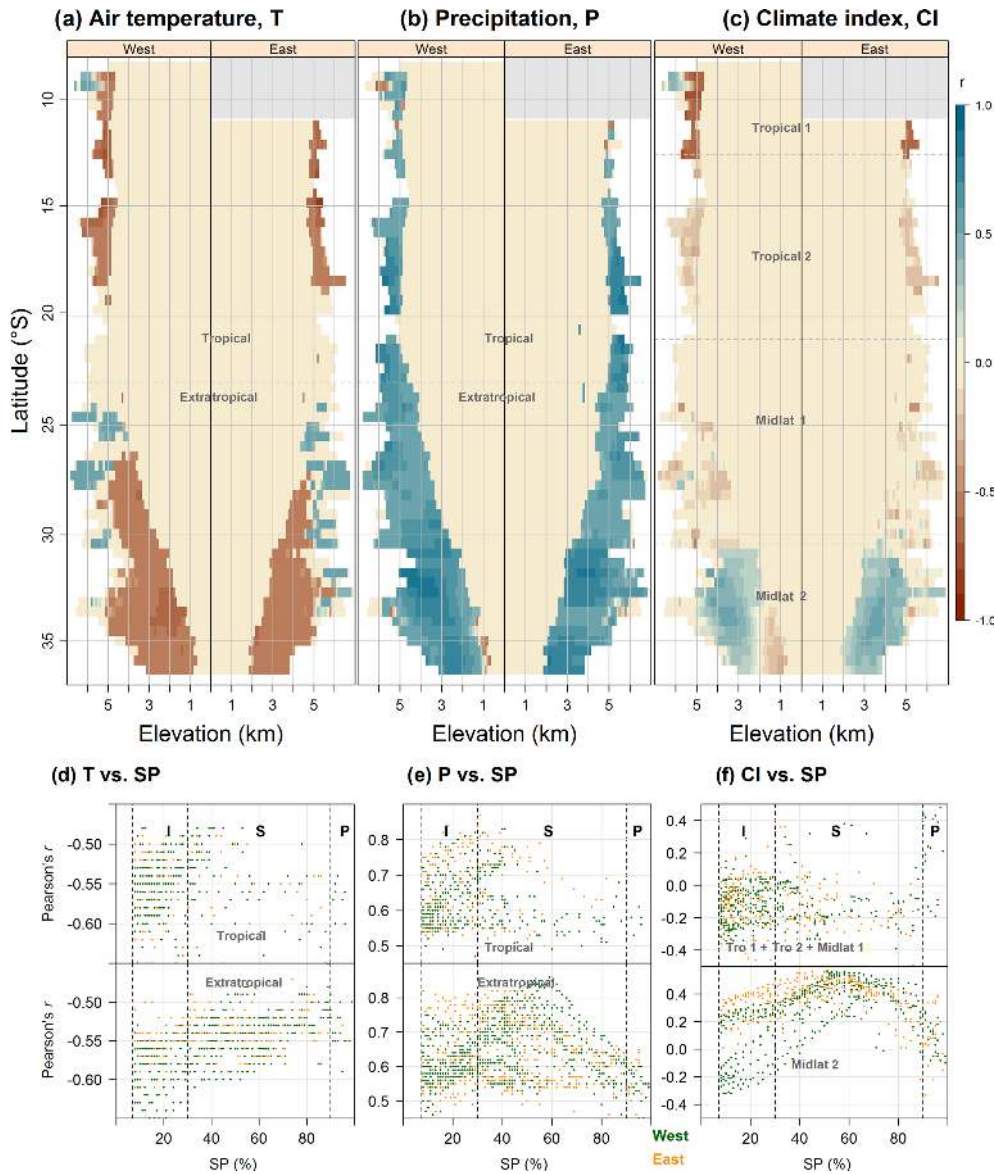 (a) Air temperature, T
(b) Precipitation, P
(c) Climate index, CI
West East
West East
West East
r
Latitude (°S)
10
15
20
25
30
35
Tropical
Extratropical
Tropical
Extratropical
Tropical 1
Tropical 2
Midlat 1
Midlat 2
1.0
0.5
0.0
-0.5
-1.0
5 3 1 1 3 5
5 3 1 1 3 5
5 3 1 1 3 5
Elevation (km)
Elevation (km)
Elevation (km)
(d) T vs. SP
(e) P vs. SP
(f) CI vs. SP
Pearson's r
-0.50
-0.55
-0.60
I S P
Tropical
Pearson's r
-0.50
-0.55
-0.60
Extratropical
20 40 60 80
SP (%)
0.8
0.7
0.6
0.5
I S P
Tropical
0.8
0.7
0.6
0.5
Extratropical
20 40 60 80
SP (%)
0.4
0.2
0.0
-0.2
-0.4
I S P
Tro 1 + Tro 2 + Midlat 1
0.4
0.2
0.0
-0.2
-0.4
Midlat 2
20 40 60 80
SP (%)
West
East